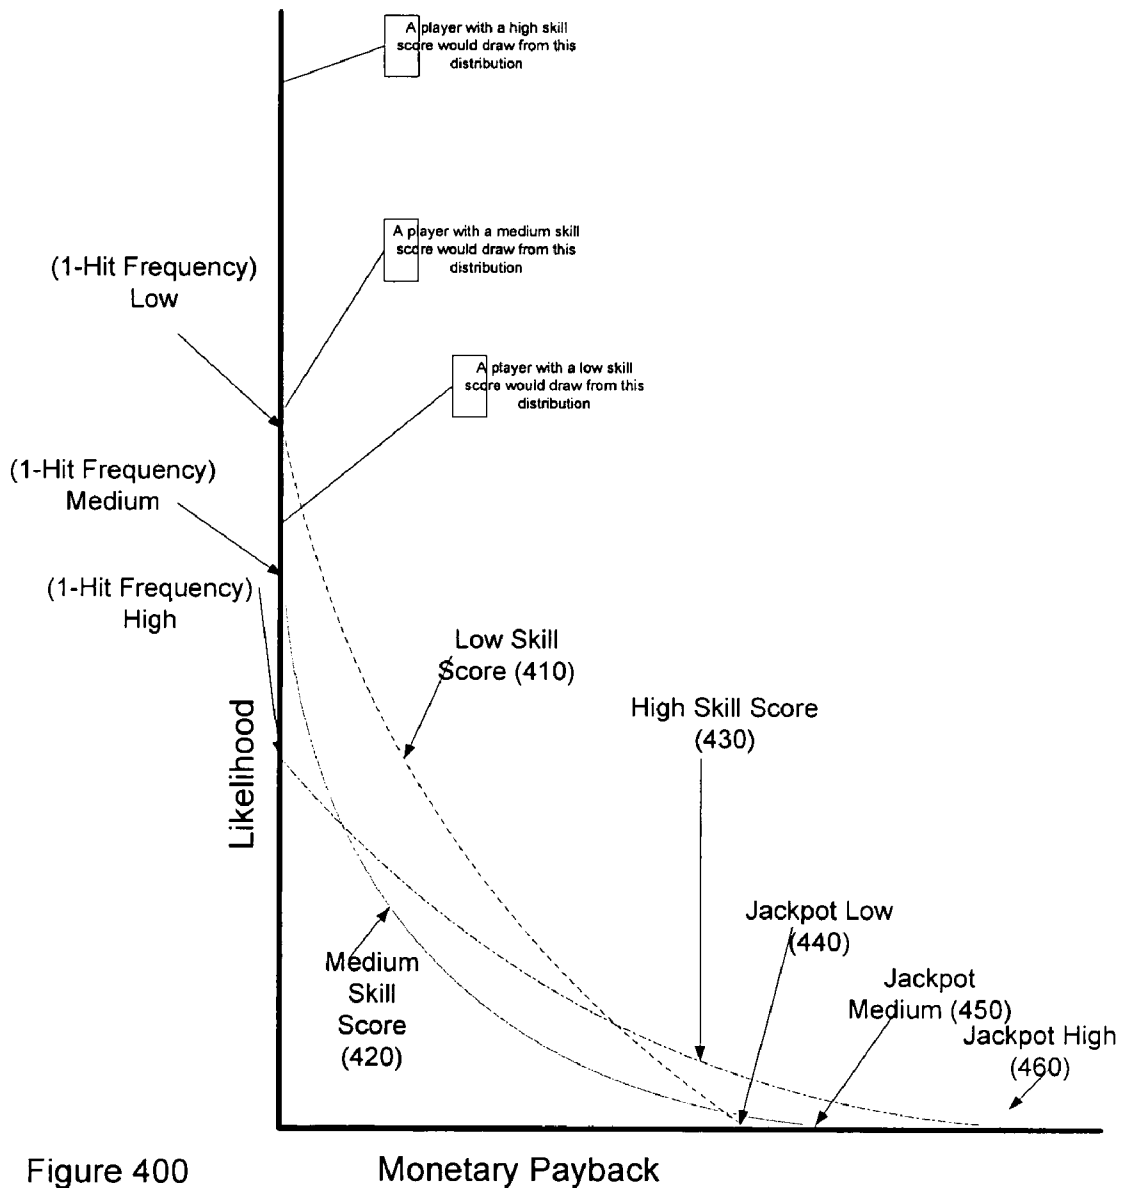 A player with a high skill
score would draw from this
distribution
A player with a medium skill
score would draw from this
distribution
(1-Hit Frequency)
Low
A player with a low skill
score would draw from this
distribution
(1-Hit Frequency)
Medium
(1-Hit Frequency)
High
Low Skill
Score (410)
High Skill Score
(430)
Likelihood
Jackpot Low
(440)
Medium
Skill
Score
(420)
Jackpot
Medium (450)
Jackpot High
(460)
Figure 400
Monetary Payback